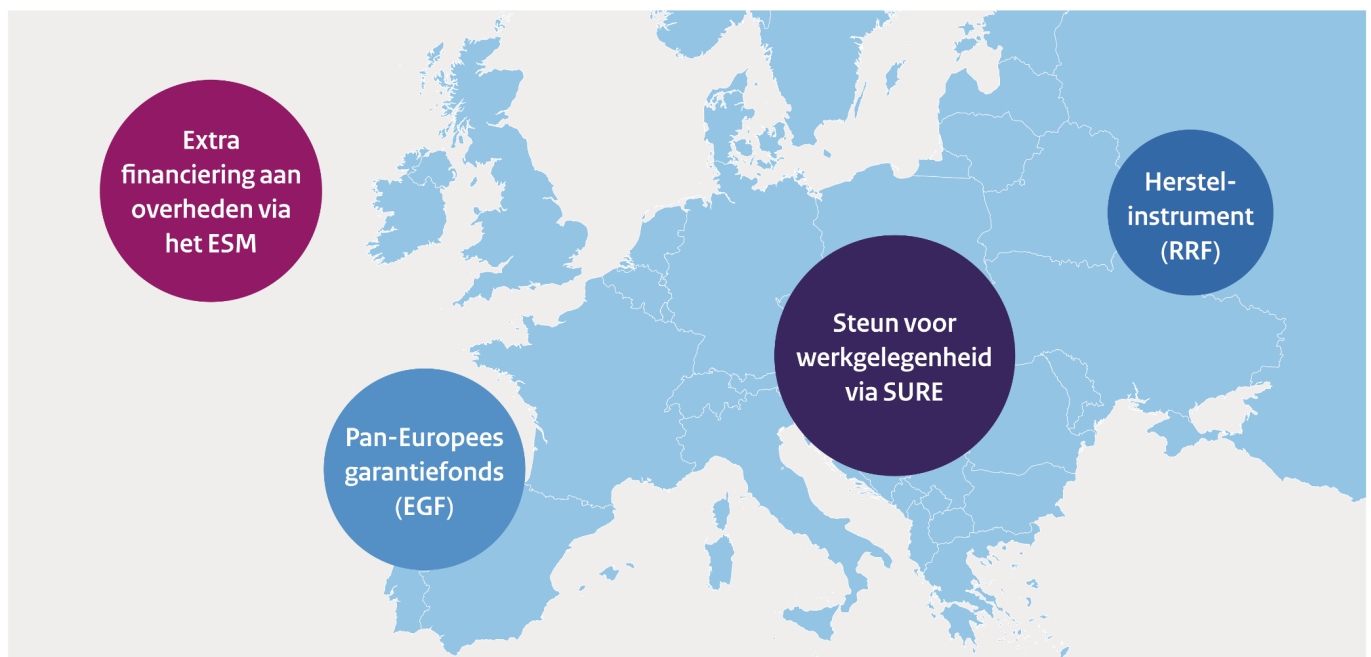 Extra
financiering aan
overheden via
het ESM
Herstel-
instrument
(RRF)
Steun voor
werkgelegenheid
via SURE
Pan-Europees
garantiefonds
(EGF)